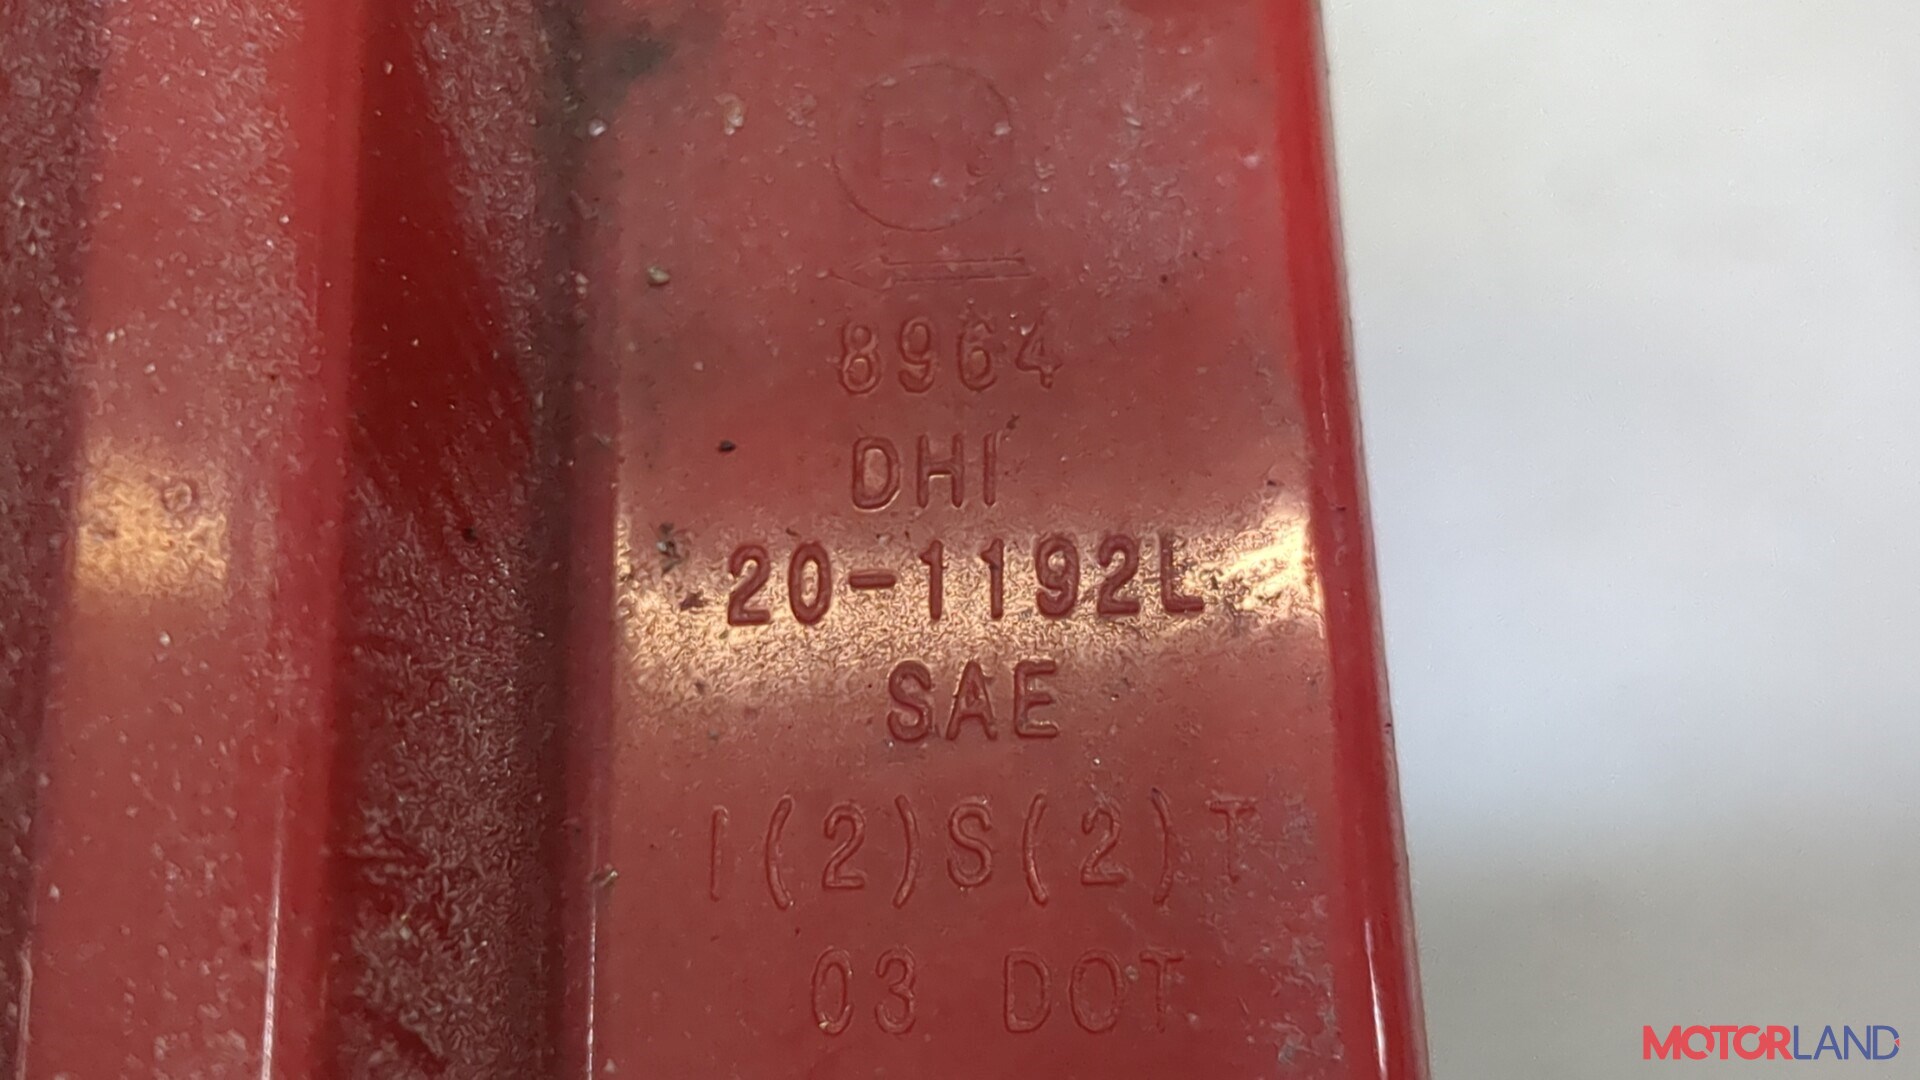 8964
DHI
20-1192L
SAE
I(2)S(2)T
03 DOT
MOTORLAND